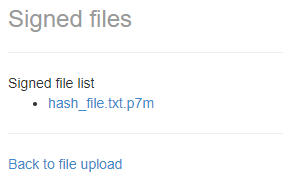 Signed files
Signed file list
hash_file.txt.p7m
Back to file upload